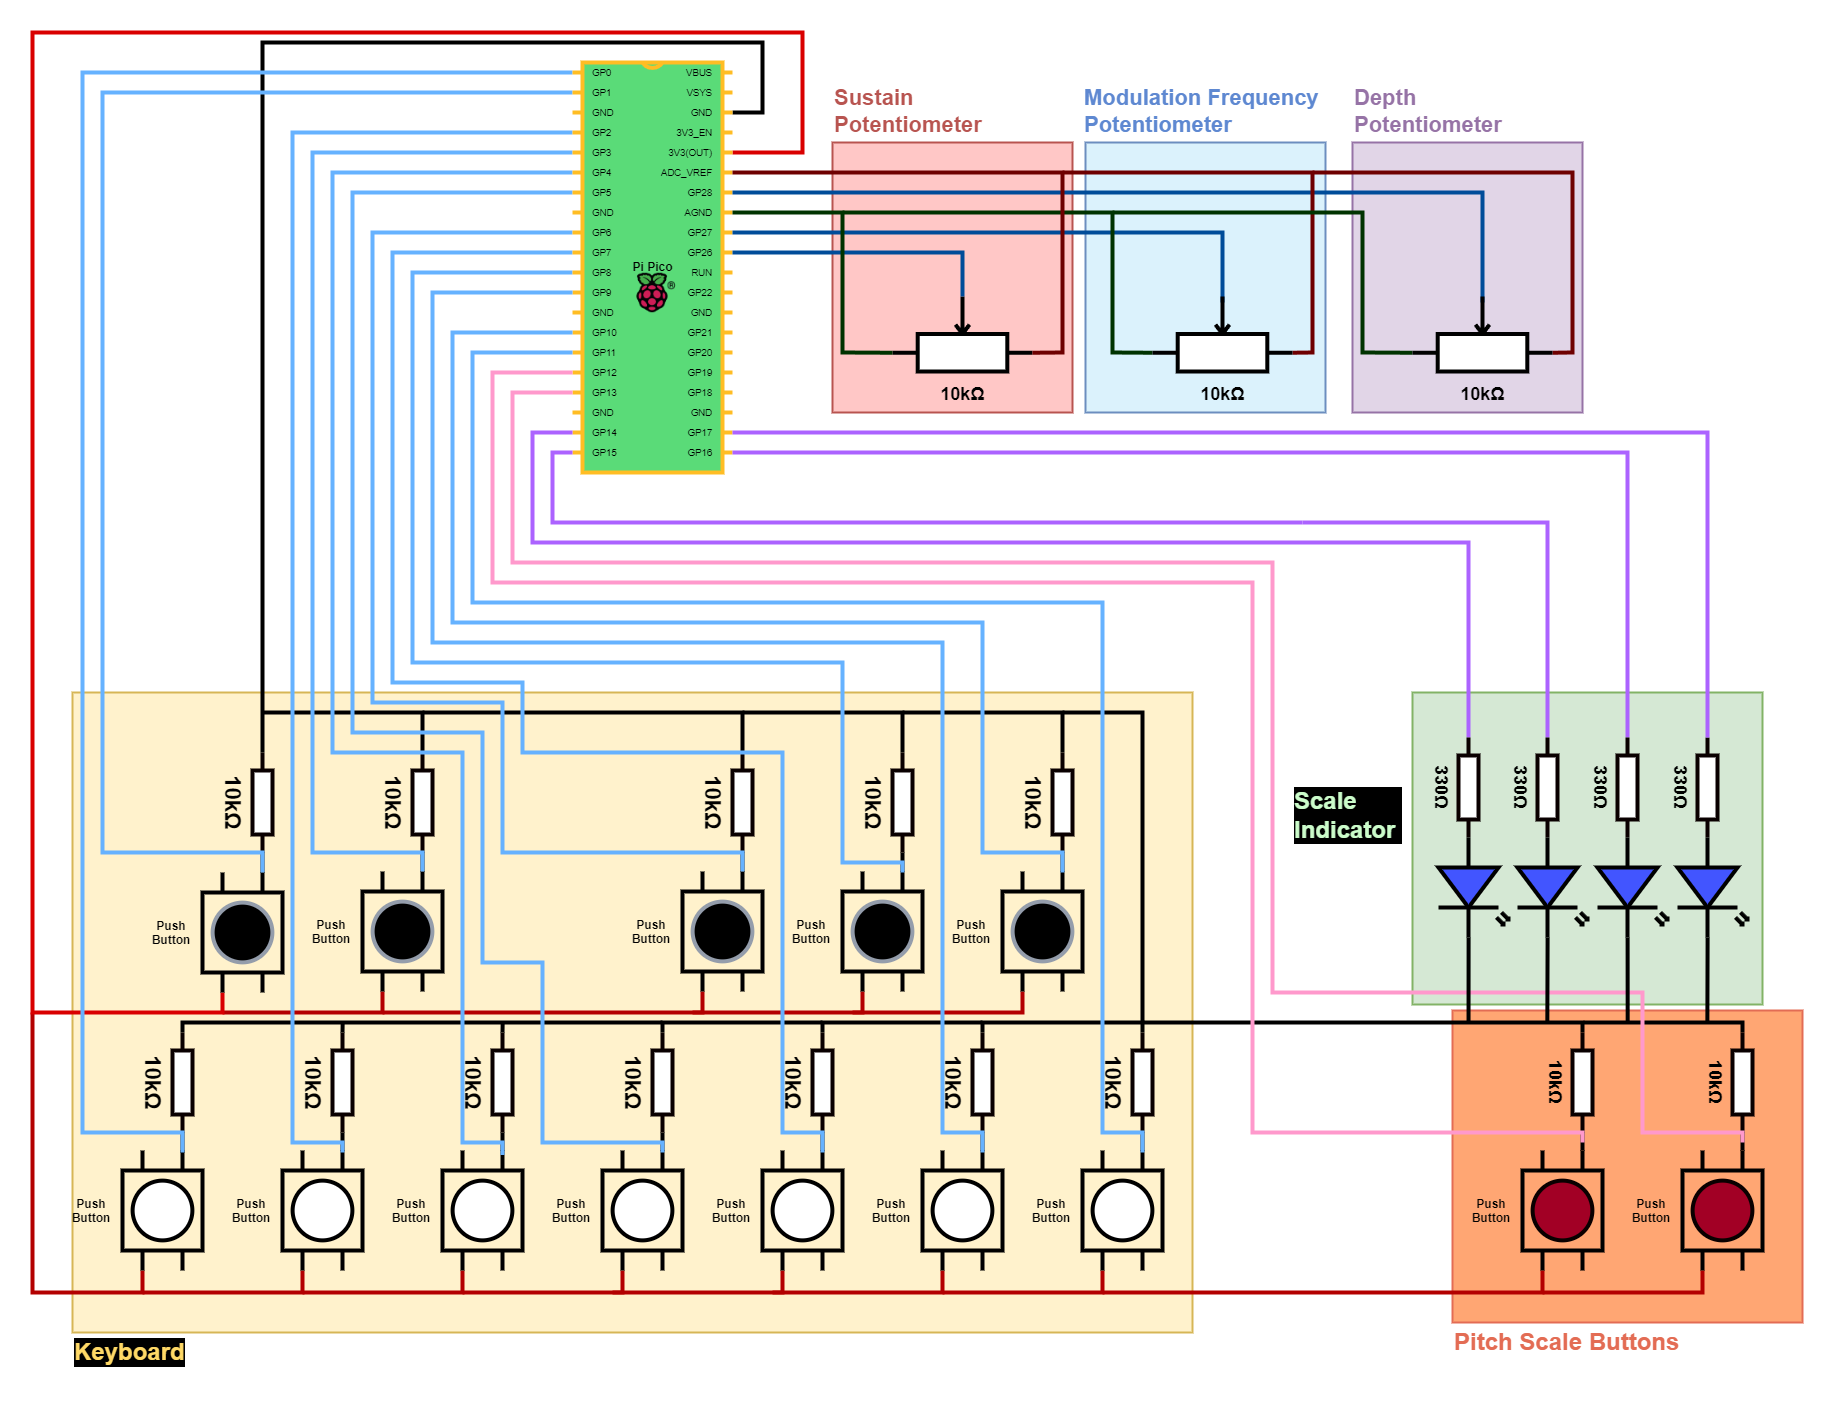 GP0 VBUS
GP1 VSYS
GND GND
GP2 3V3_EN
GP3 3V3(OUT)
GP4 ADC_VREF
GP5 GP28
GND AGND
GP6 GP27
GP7 GP26
Pi Pico
GP8 RUN
®
GP9 GP22
GND GND
GP10 GP21
GP11 GP20
GP12 GP19
GP13 GP18
GND GND
GP14 GP17
GP15 GP16
Sustain
Potentiometer
10kΩ
Modulation Frequency
Potentiometer
10kΩ
Depth
Potentiometer
10kΩ
10kΩ
10kΩ
10kΩ
10kΩ
10kΩ
Push
Button
Push
Button
Push
Button
Push
Button
Push
Button
Scale
Indicator
330Ω
330Ω
330Ω
330Ω
10kΩ
10kΩ
10kΩ
10kΩ
10kΩ
10kΩ
10kΩ
10kΩ
10kΩ
Push
Button
Push
Button
Push
Button
Push
Button
Push
Button
Push
Button
Push
Button
Push
Button
Push
Button
Keyboard
Pitch Scale Buttons